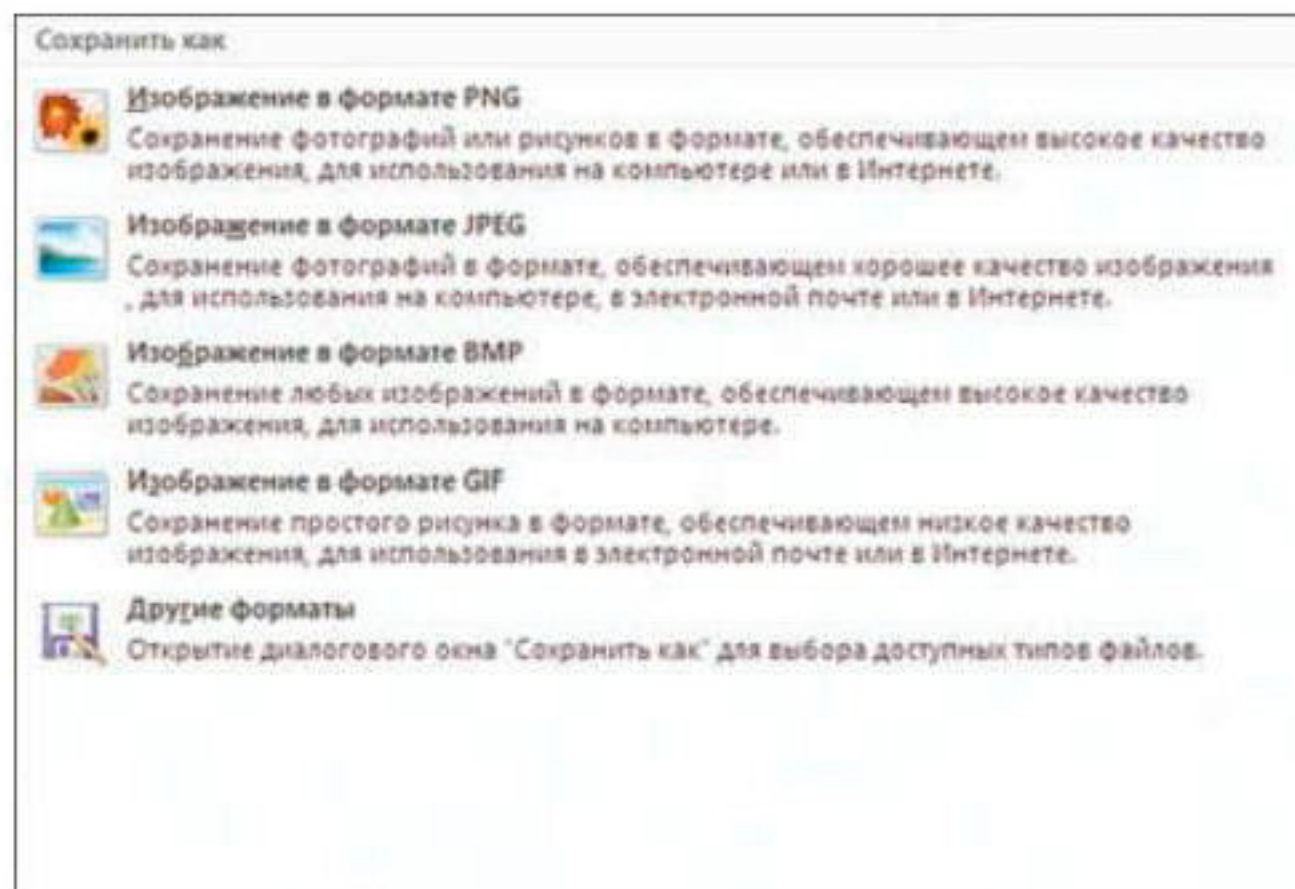 Сохранить как
Изображение в формате PNG
Сохранение фотографий или рисунков в формате, обеспечивающем высокое качество
изображения, для использования на компьютере или в Интернете.
Изображение в формате JPEG
Сохранение фотографий в формате, обеспечивающем хорошее качество изображения
, для использования на компьютере, в электронной почте или в Интернете.
Изображение в формате BMP
Сохранение любых изображений в формате, обеспечивающем высокое качество
изображения, для использования на компьютере.
Изображение в формате GIF
Сохранение простого рисунка в формате, обеспечивающем низкое качество
изображения, для использования в электронной почте или в Интернете.
Другие форматы
Открытие диалогового окна "Сохранить как" для выбора доступных типов файлов.